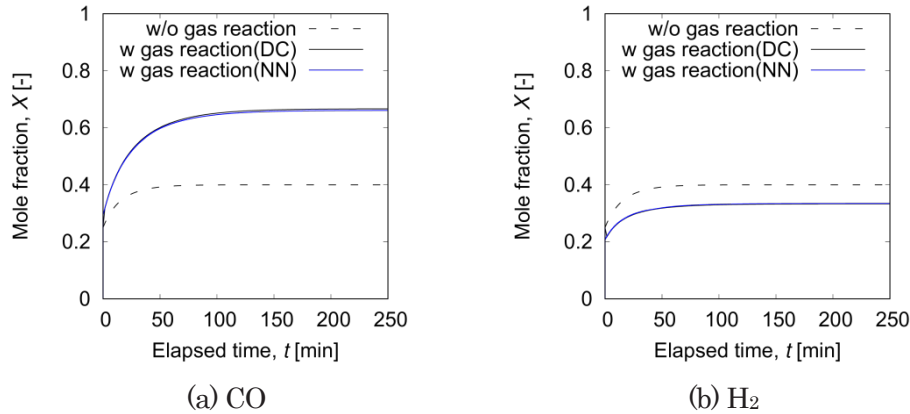 w/o gas reaction
w gas reaction(DC)
w gas reaction(NN)
1
0.8
0.6
0.4
0.2
0
Mole fraction, X [-]
0 50 100 150 200 250
Elapsed time, t [min]
(a) CO
w/o gas reaction
w gas reaction(DC)
w gas reaction(NN)
1
0.8
0.6
0.4
0.2
0
Mole fraction, X [-]
0 50 100 150 200 250
Elapsed time, t [min]
(b) H₂